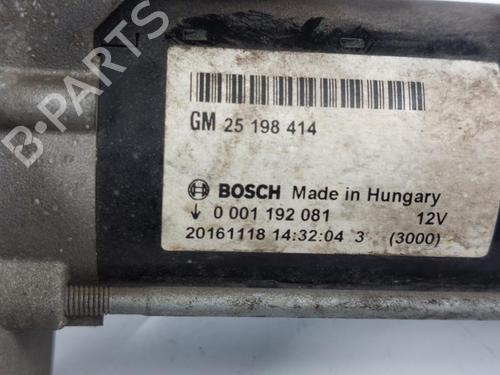 GM 25 198 414
BOSCH Made in Hungary
↓ 0 001 192 081 12V
20161118 14:32:04 3 (3000)
B-PARTS